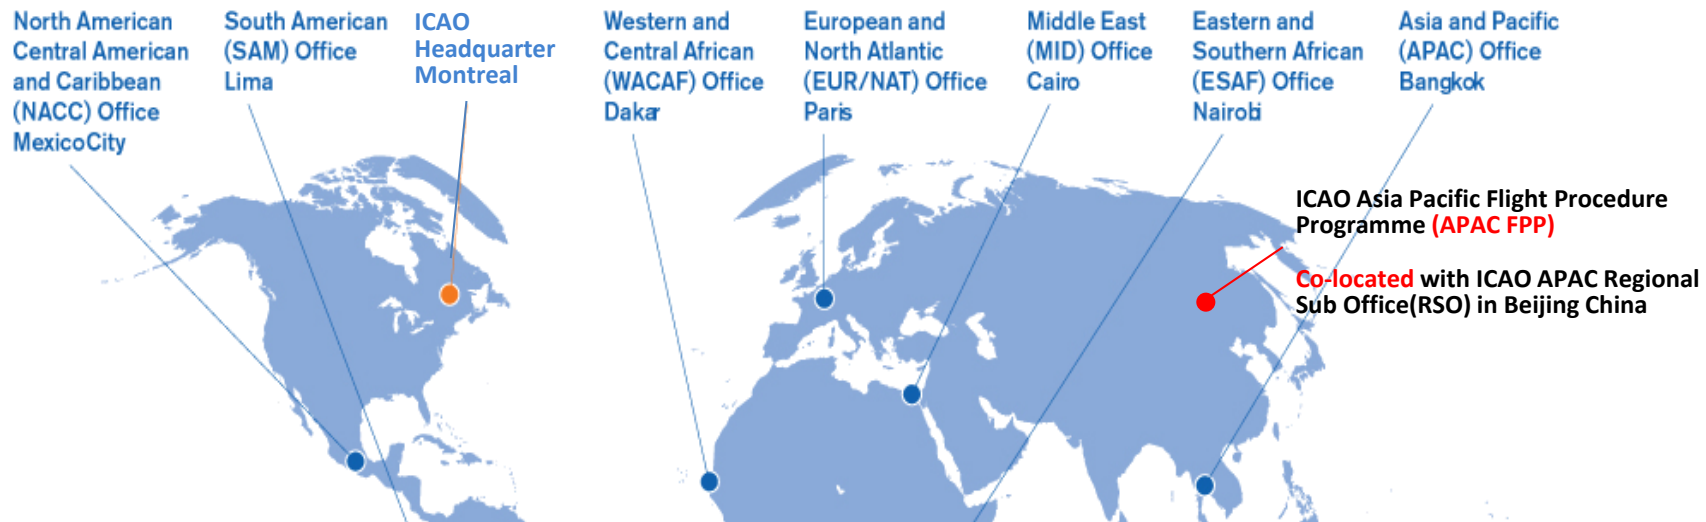 North American
Central American
and Caribbean
(NACC) Office
MexicoCity
South American
(SAM) Office
Lima
ICAO
Headquarter
Montreal
Western and
Central African
(WACAF) Office
Dakar
European and
North Atlantic
(EUR/NAT) Office
Paris
Middle East
(MID) Office
Cairo
Eastern and
Southern African
(ESAF) Office
Nairobi
Asia and Pacific
(APAC) Office
Bangkok
ICAO Asia Pacific Flight Procedure
Programme (APAC FPP)
Co-located with ICAO APAC Regional
Sub Office(RSO) in Beijing China